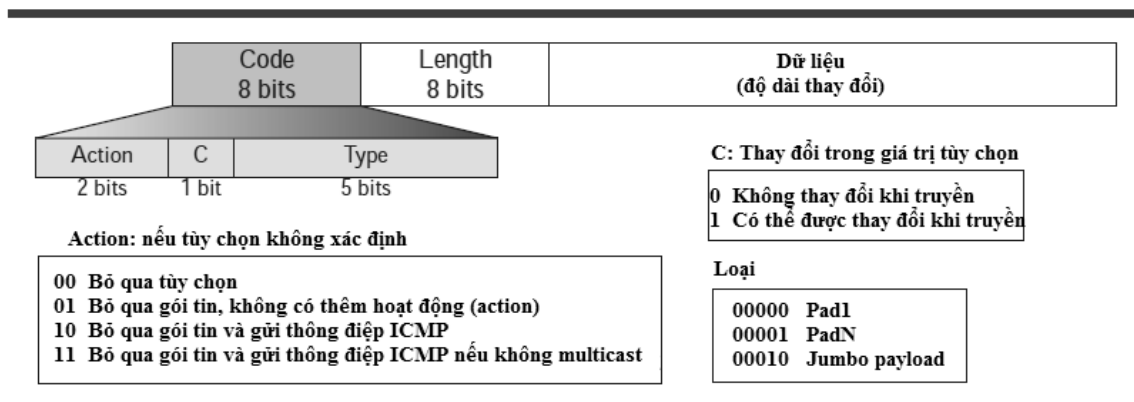 Code
8 bits
Length
8 bits
Dữ liệu
(độ dài thay đổi)
Action
C
Type
2 bits
1 bit
5 bits
C: Thay đổi trong giá trị tùy chọn
0 Không thay đổi khi truyền
1 Có thể được thay đổi khi truyền
Action: nếu tùy chọn không xác định
00 Bỏ qua tùy chọn
01 Bỏ qua gói tin, không có thêm hoạt động (action)
10 Bỏ qua gói tin và gửi thông điệp ICMP
11 Bỏ qua gói tin và gửi thông điệp ICMP nếu không multicast
Loại
00000 Pad1
00001 PadN
00010 Jumbo payload